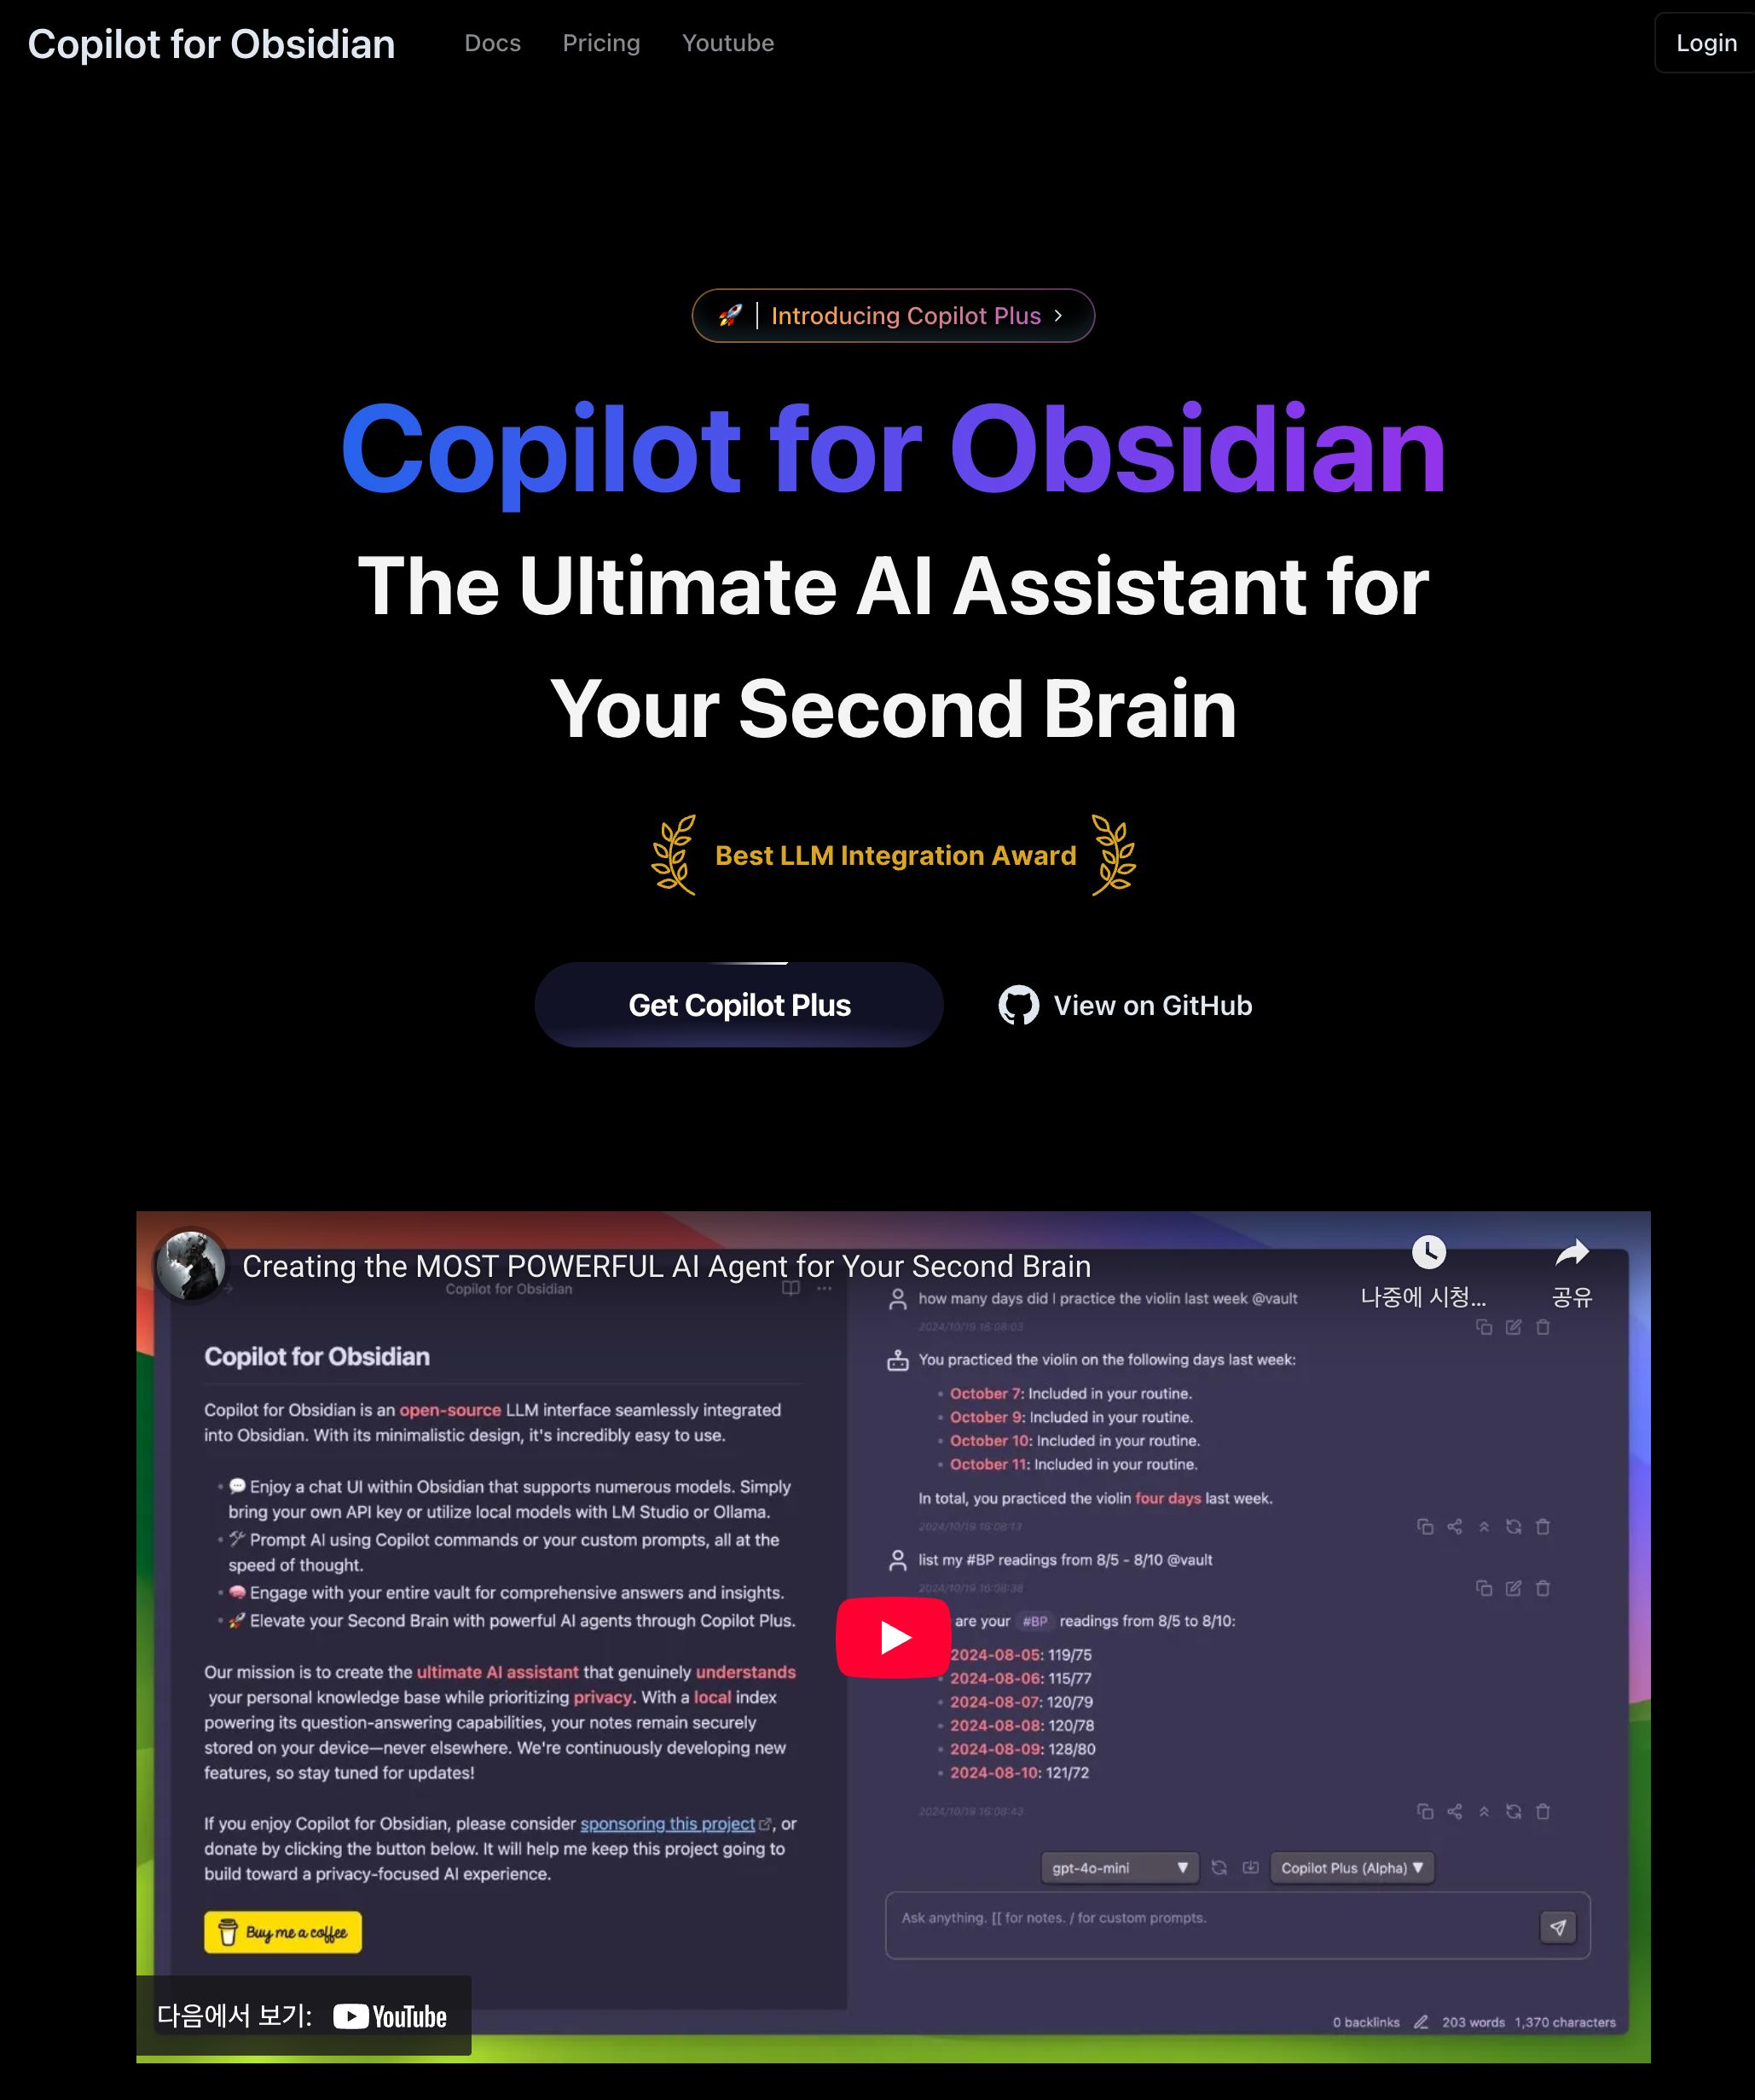 Copilot for Obsidian
Docs
Pricing
Youtube
Login
Introducing Copilot Plus
Copilot for Obsidian
The Ultimate AI Assistant for
Your Second Brain
Best LLM Integration Award
Get Copilot Plus
View on GitHub
Creating the MOST POWERFUL AI Agent for Your Second Brain
나중에 시청...
공유
Copilot for Obsidian
Copilot for Obsidian
Copilot for Obsidian is an open-source LLM interface seamlessly integrated
into Obsidian. With its minimalistic design, it's incredibly easy to use.
• 💬 Enjoy a chat UI within Obsidian that supports numerous models. Simply
bring your own API key or utilize local models with LM Studio or Ollama.
• 🛠 Prompt AI using Copilot commands or your custom prompts, all at the
speed of thought.
• 🧠 Engage with your entire vault for comprehensive answers and insights.
• 🚀 Elevate your Second Brain with powerful AI agents through Copilot Plus.
Our mission is to create the ultimate AI assistant that genuinely understands
your personal knowledge base while prioritizing privacy. With a local index
powering its question-answering capabilities, your notes remain securely
stored on your device—never elsewhere. We're continuously developing new
features, so stay tuned for updates!
If you enjoy Copilot for Obsidian, please consider sponsoring this project, or
donate by clicking the button below. It will help me keep this project going to
build toward a privacy-focused AI experience.
Buy me a coffee
다음에서 보기: YouTube
how many days did I practice the violin last week @vault
2024/10/19 16:08:03
You practiced the violin on the following days last week:
• October 7: Included in your routine.
• October 9: Included in your routine.
• October 10: Included in your routine.
• October 11: Included in your routine.
In total, you practiced the violin four days last week.
2024/10/19 16:08:13
list my #BP readings from 8/5 - 8/10 @vault
2024/10/19 16:08:38
are your #BP readings from 8/5 to 8/10:
2024-08-05: 119/75
• 2024-08-06: 115/77
• 2024-08-07: 120/79
• 2024-08-08: 120/78
• 2024-08-09: 128/80
• 2024-08-10: 121/72
2024/10/19 16:08:43
gpt-4o-mini
Copilot Plus (Alpha)
Ask anything. [[ for notes. / for custom prompts.
0 backlinks
203 words
1,370 characters